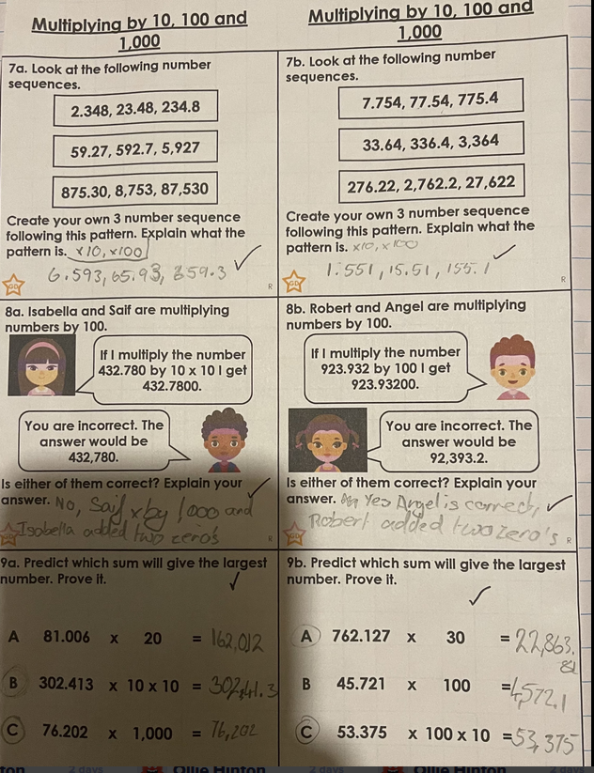 Multiplying by 10, 100 and
1,000
7a. Look at the following number
sequences.
2.348, 23.48, 234.8
59.27, 592.7, 5,927
875.30, 8,753, 87,530
Create your own 3 number sequence
following this pattern. Explain what the
pattern is. x10, x100
6.593, 65.93, 659.3
GD
R
8a. Isabella and Saif are multiplying
numbers by 100.
If I multiply the number
432.780 by 10 x 10 I get
432.7800.
You are incorrect. The
answer would be
432,780.
Is either of them correct? Explain your
answer. No, Saif x by 1000 and
Isabella added two zero's
R
9a. Predict which sum will give the largest
number. Prove it.
A 81.006 x 20 = 162,012
B 302.413 x 10 x 10 = 30241.3
C 76.202 x 1,000 = 76,202
Multiplying by 10, 100 and
1,000
7b. Look at the following number
sequences.
7.754, 77.54, 775.4
33.64, 336.4, 3,364
276.22, 2,762.2, 27,622
Create your own 3 number sequence
following this pattern. Explain what the
pattern is. x10, x100
1.551, 15.51, 155.1
GD
R
8b. Robert and Angel are multiplying
numbers by 100.
If I multiply the number
923.932 by 100 I get
923.93200.
You are incorrect. The
answer would be
92,393.2.
Is either of them correct? Explain your
answer. Yes Angel is correct,
Robert added two zero's
R
9b. Predict which sum will give the largest
number. Prove it.
A 762.127 x 30 = 22,863.
81
B 45.721 x 100 = 4,572.1
C 53.375 x 100 x 10 = 53,375
Ollie Hinton